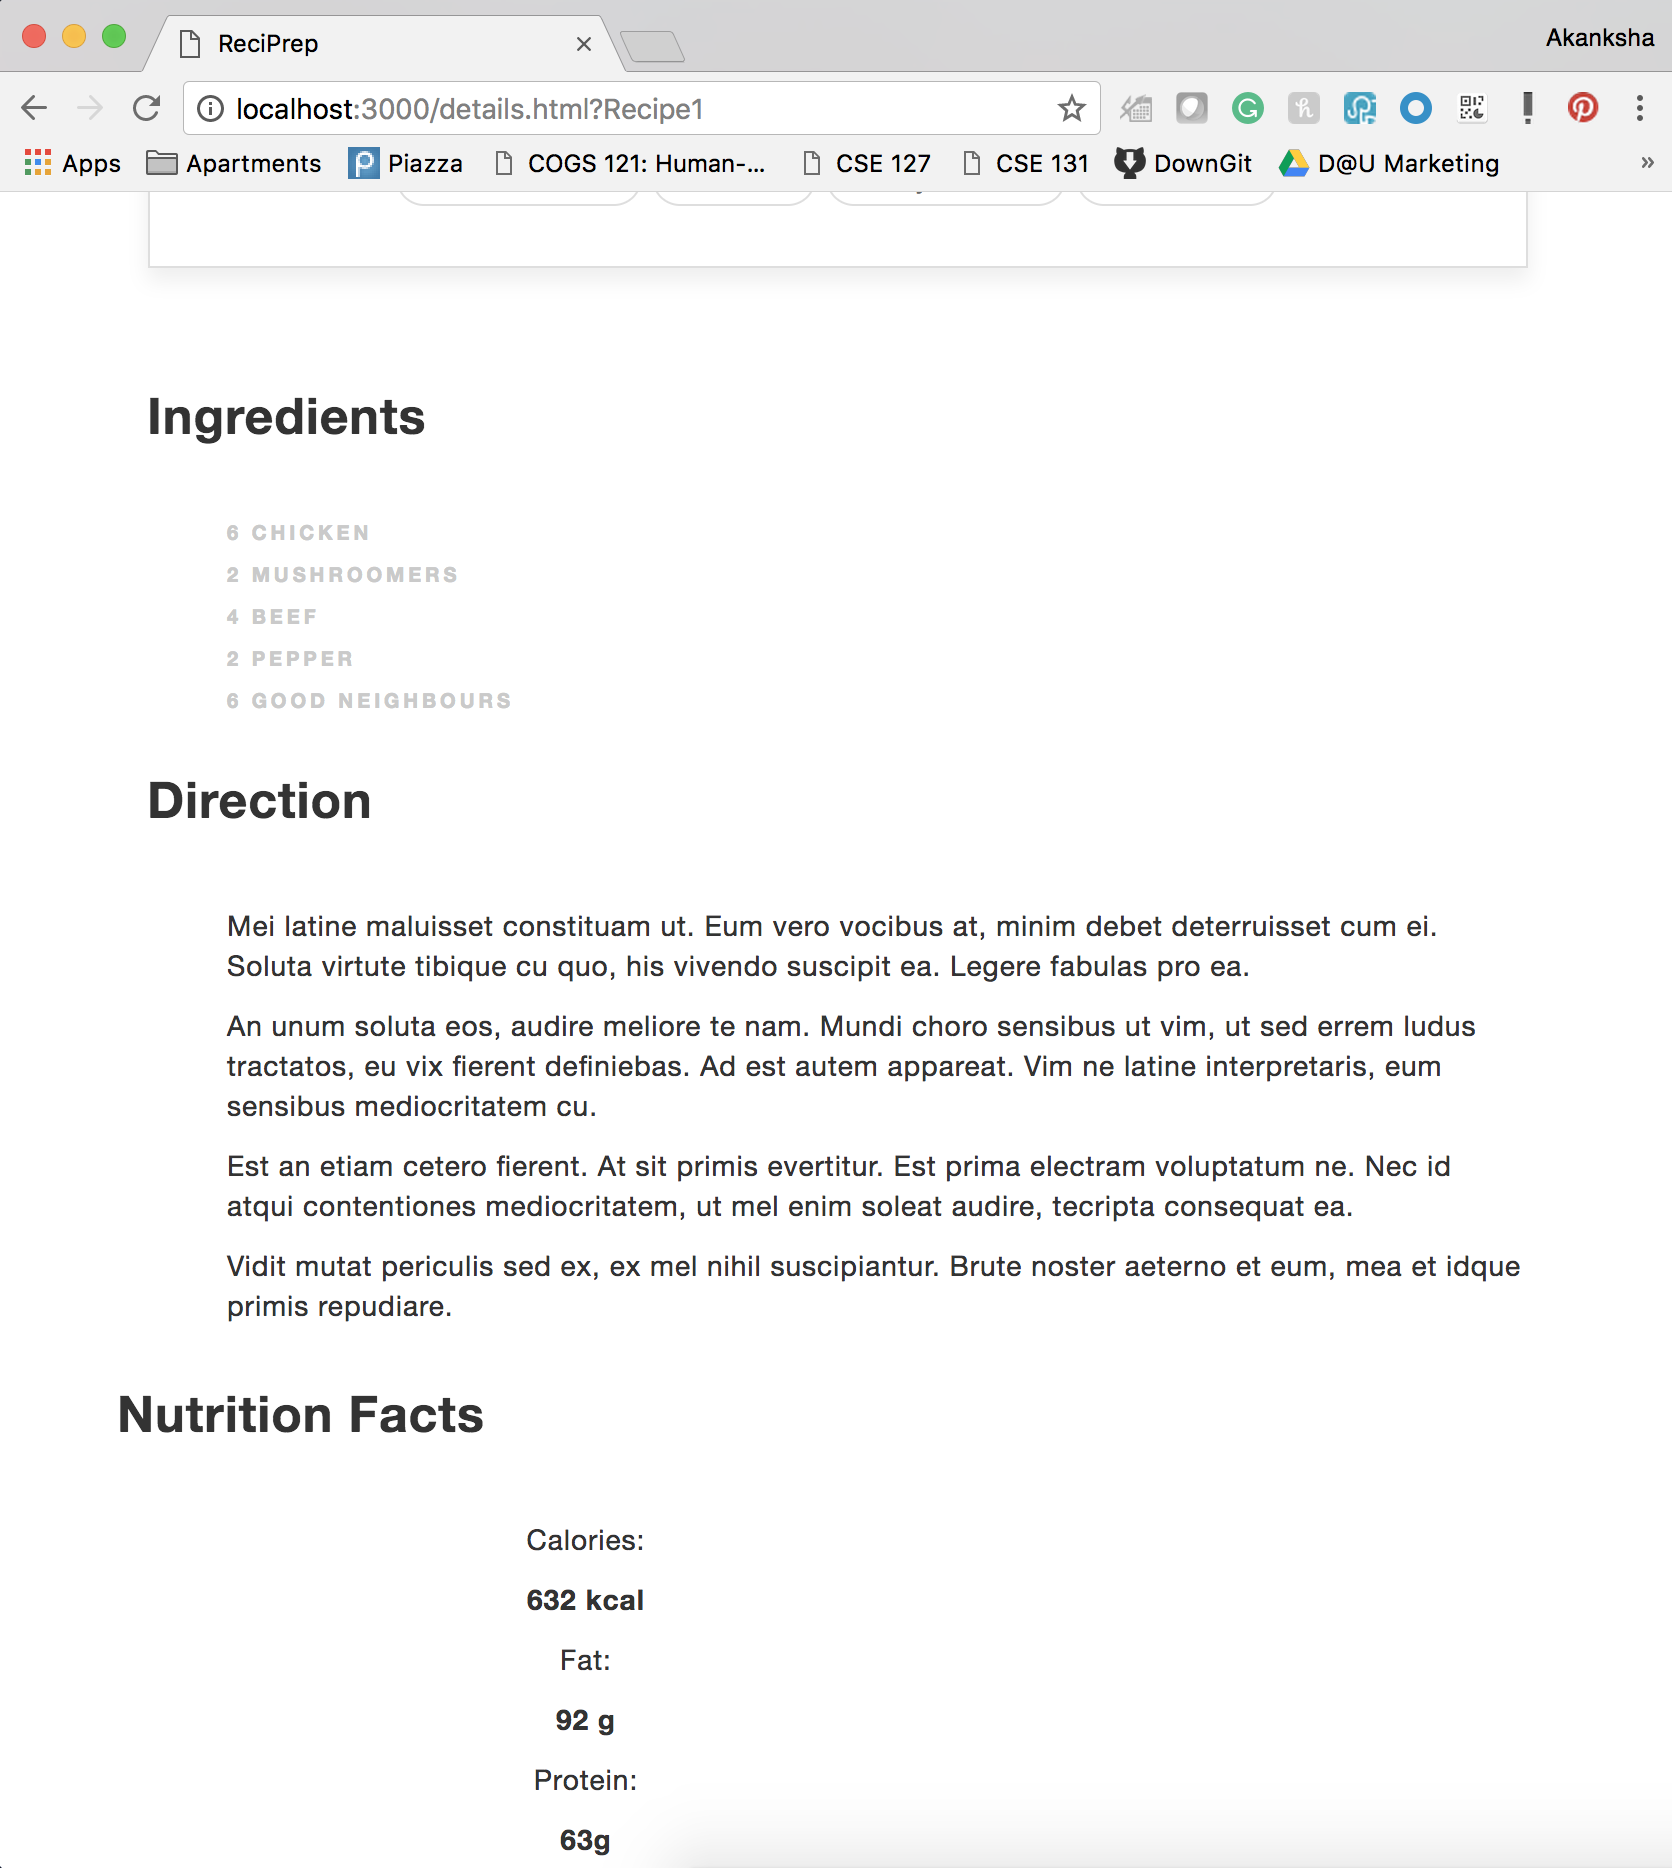 ReciPrep
Akanksha
localhost:3000/details.html?Recipe1
Apps Apartments Piazza COGS 121: Human-... CSE 127 CSE 131 DownGit D@U Marketing »
Ingredients
6 CHICKEN
2 MUSHROOMERS
4 BEEF
2 PEPPER
6 GOOD NEIGHBOURS
Direction
Mei latine maluisset constituam ut. Eum vero vocibus at, minim debet deterruisset cum ei.
Soluta virtute tibique cu quo, his vivendo suscipit ea. Legere fabulas pro ea.
An unum soluta eos, audire meliore te nam. Mundi choro sensibus ut vim, ut sed errem ludus
tractatos, eu vix fierent definiebas. Ad est autem appareat. Vim ne latine interpretaris, eum
sensibus mediocritatem cu.
Est an etiam cetero fierent. At sit primis evertitur. Est prima electram voluptatum ne. Nec id
atqui contentiones mediocritatem, ut mel enim soleat audire, tecripta consequat ea.
Vidit mutat periculis sed ex, ex mel nihil suscipiantur. Brute noster aeterno et eum, mea et idque
primis repudiare.
Nutrition Facts
Calories:
632 kcal
Fat:
92 g
Protein:
63g